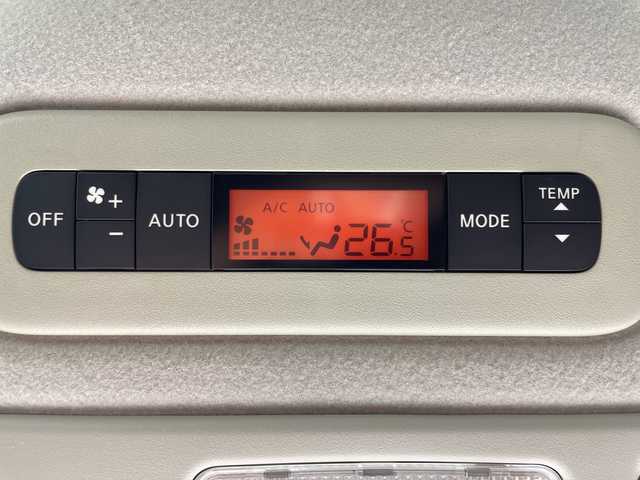 OFF
+
-
AUTO
A/C AUTO
26.5 °C
MODE
TEMP